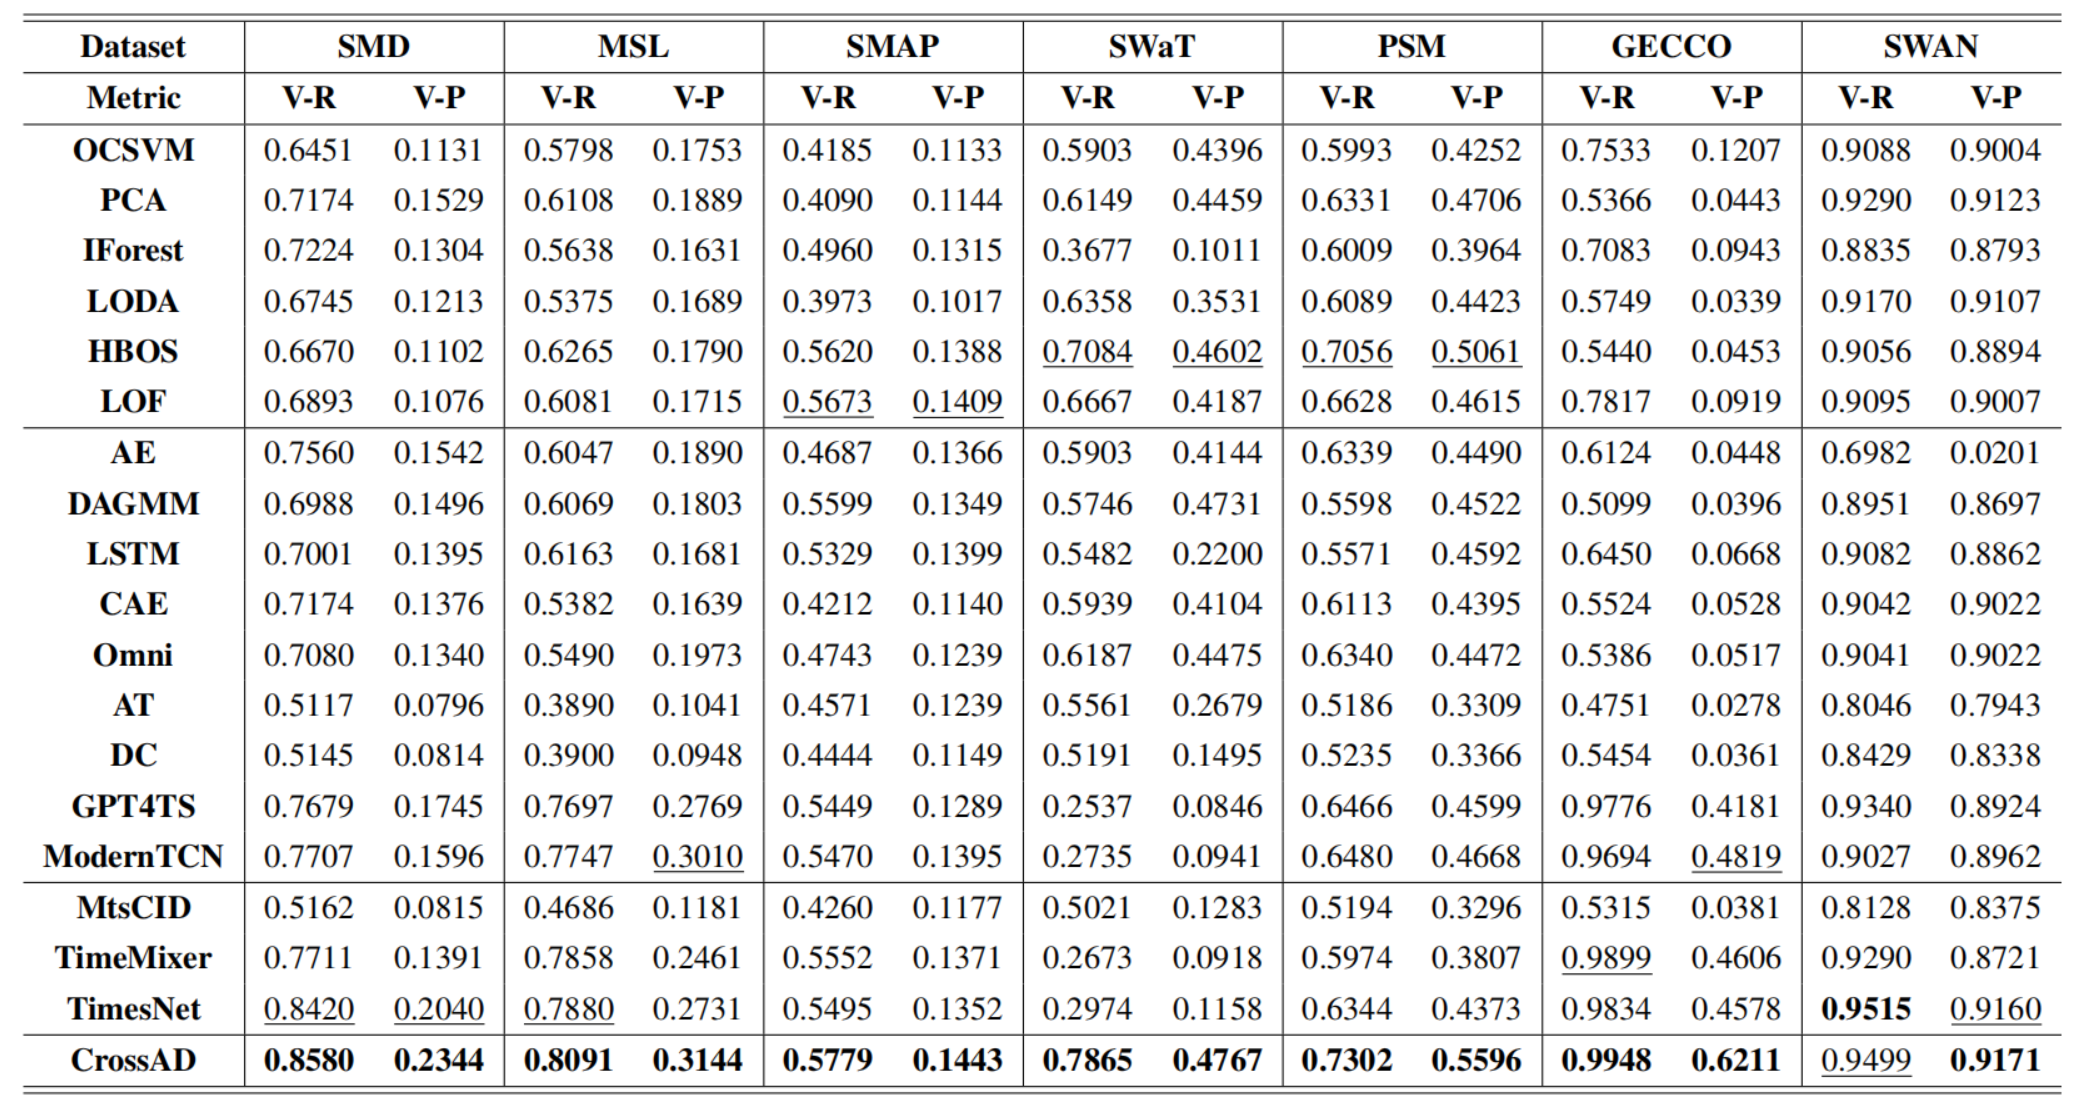 Dataset SMD MSL SMAP SWaT PSM GECCO SWAN
Metric V-R V-P V-R V-P V-R V-P V-R V-P V-R V-P V-R V-P V-R V-P
OCSVM 0.6451 0.1131 0.5798 0.1753 0.4185 0.1133 0.5903 0.4396 0.5993 0.4252 0.7533 0.1207 0.9088 0.9004
PCA 0.7174 0.1529 0.6108 0.1889 0.4090 0.1144 0.6149 0.4459 0.6331 0.4706 0.5366 0.0443 0.9290 0.9123
IForest 0.7224 0.1304 0.5638 0.1631 0.4960 0.1315 0.3677 0.1011 0.6009 0.3964 0.7083 0.0943 0.8835 0.8793
LODA 0.6745 0.1213 0.5375 0.1689 0.3973 0.1017 0.6358 0.3531 0.6089 0.4423 0.5749 0.0339 0.9170 0.9107
HBOS 0.6670 0.1102 0.6265 0.1790 0.5620 0.1388 0.7084 0.4602 0.7056 0.5061 0.5440 0.0453 0.9056 0.8894
LOF 0.6893 0.1076 0.6081 0.1715 0.5673 0.1409 0.6667 0.4187 0.6628 0.4615 0.7817 0.0919 0.9095 0.9007
AE 0.7560 0.1542 0.6047 0.1890 0.4687 0.1366 0.5903 0.4144 0.6339 0.4490 0.6124 0.0448 0.6982 0.0201
DAGMM 0.6988 0.1496 0.6069 0.1803 0.5599 0.1349 0.5746 0.4731 0.5598 0.4522 0.5099 0.0396 0.8951 0.8697
LSTM 0.7001 0.1395 0.6163 0.1681 0.5329 0.1399 0.5482 0.2200 0.5571 0.4592 0.6450 0.0668 0.9082 0.8862
CAE 0.7174 0.1376 0.5382 0.1639 0.4212 0.1140 0.5939 0.4104 0.6113 0.4395 0.5524 0.0528 0.9042 0.9022
Omni 0.7080 0.1340 0.5490 0.1973 0.4743 0.1239 0.6187 0.4475 0.6340 0.4472 0.5386 0.0517 0.9041 0.9022
AT 0.5117 0.0796 0.3890 0.1041 0.4571 0.1239 0.5561 0.2679 0.5186 0.3309 0.4751 0.0278 0.8046 0.7943
DC 0.5145 0.0814 0.3900 0.0948 0.4444 0.1149 0.5191 0.1495 0.5235 0.3366 0.5454 0.0361 0.8429 0.8338
GPT4TS 0.7679 0.1745 0.7697 0.2769 0.5449 0.1289 0.2537 0.0846 0.6466 0.4599 0.9776 0.4181 0.9340 0.8924
ModernTCN 0.7707 0.1596 0.7747 0.3010 0.5470 0.1395 0.2735 0.0941 0.6480 0.4668 0.9694 0.4819 0.9027 0.8962
MtsCID 0.5162 0.0815 0.4686 0.1181 0.4260 0.1177 0.5021 0.1283 0.5194 0.3296 0.5315 0.0381 0.8128 0.8375
TimeMixer 0.7711 0.1391 0.7858 0.2461 0.5552 0.1371 0.2673 0.0918 0.5974 0.3807 0.9899 0.4606 0.9290 0.8721
TimesNet 0.8420 0.2040 0.7880 0.2731 0.5495 0.1352 0.2974 0.1158 0.6344 0.4373 0.9834 0.4578 0.9515 0.9160
CrossAD 0.8580 0.2344 0.8091 0.3144 0.5779 0.1443 0.7865 0.4767 0.7302 0.5596 0.9948 0.6211 0.9499 0.9171